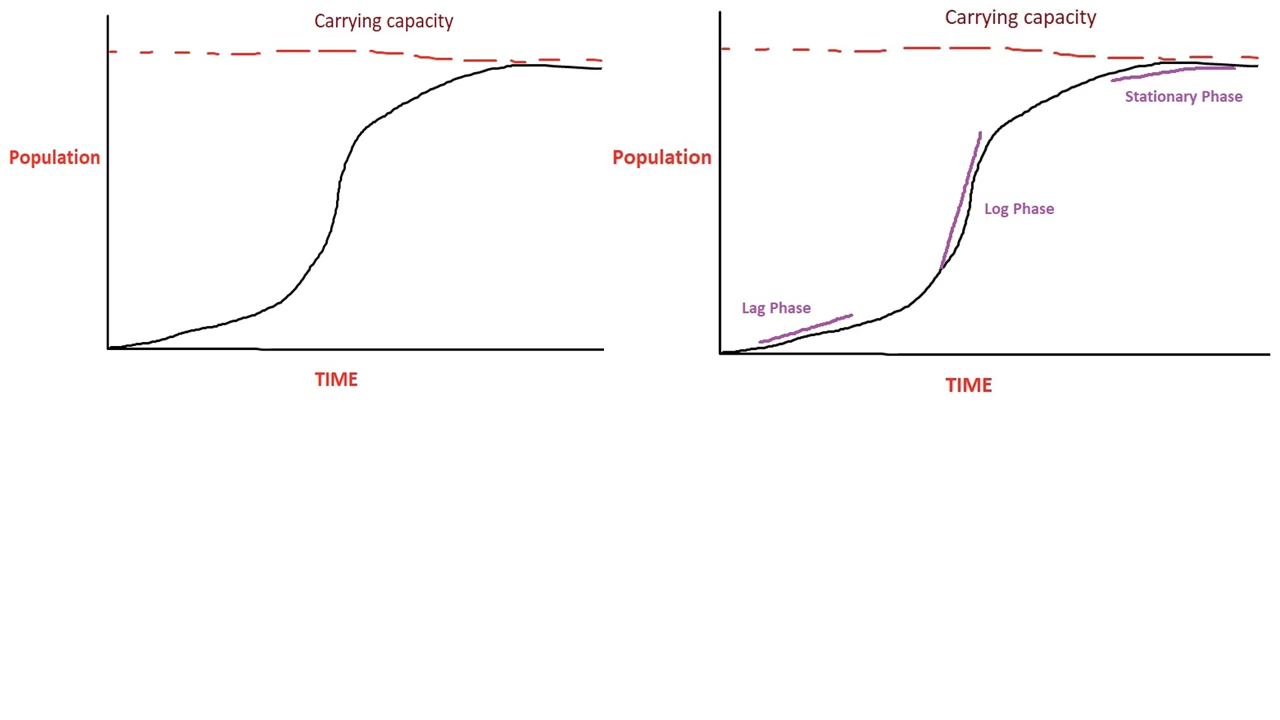 Carrying capacity
Population
TIME
Carrying capacity
Stationary Phase
Population
Log Phase
Lag Phase
TIME